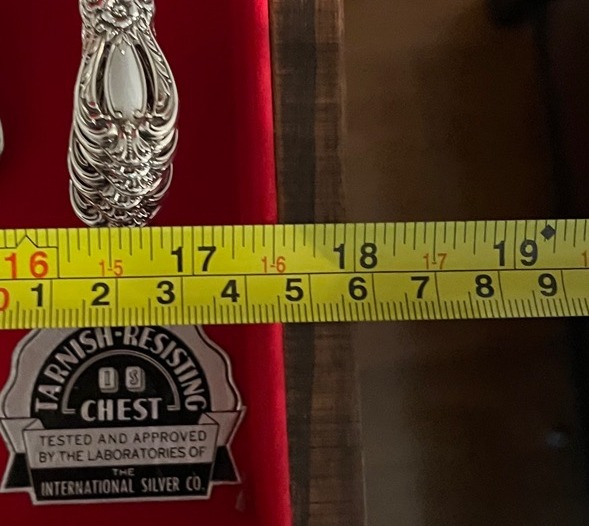 16 1-5 17 1-6 18 1-7 19 1
0 1 2 3 4 5 6 7 8 9
TARNISH-RESISTING
IS
CHEST
TESTED AND APPROVED
BY THE LABORATORIES OF
THE
INTERNATIONAL SILVER CO.